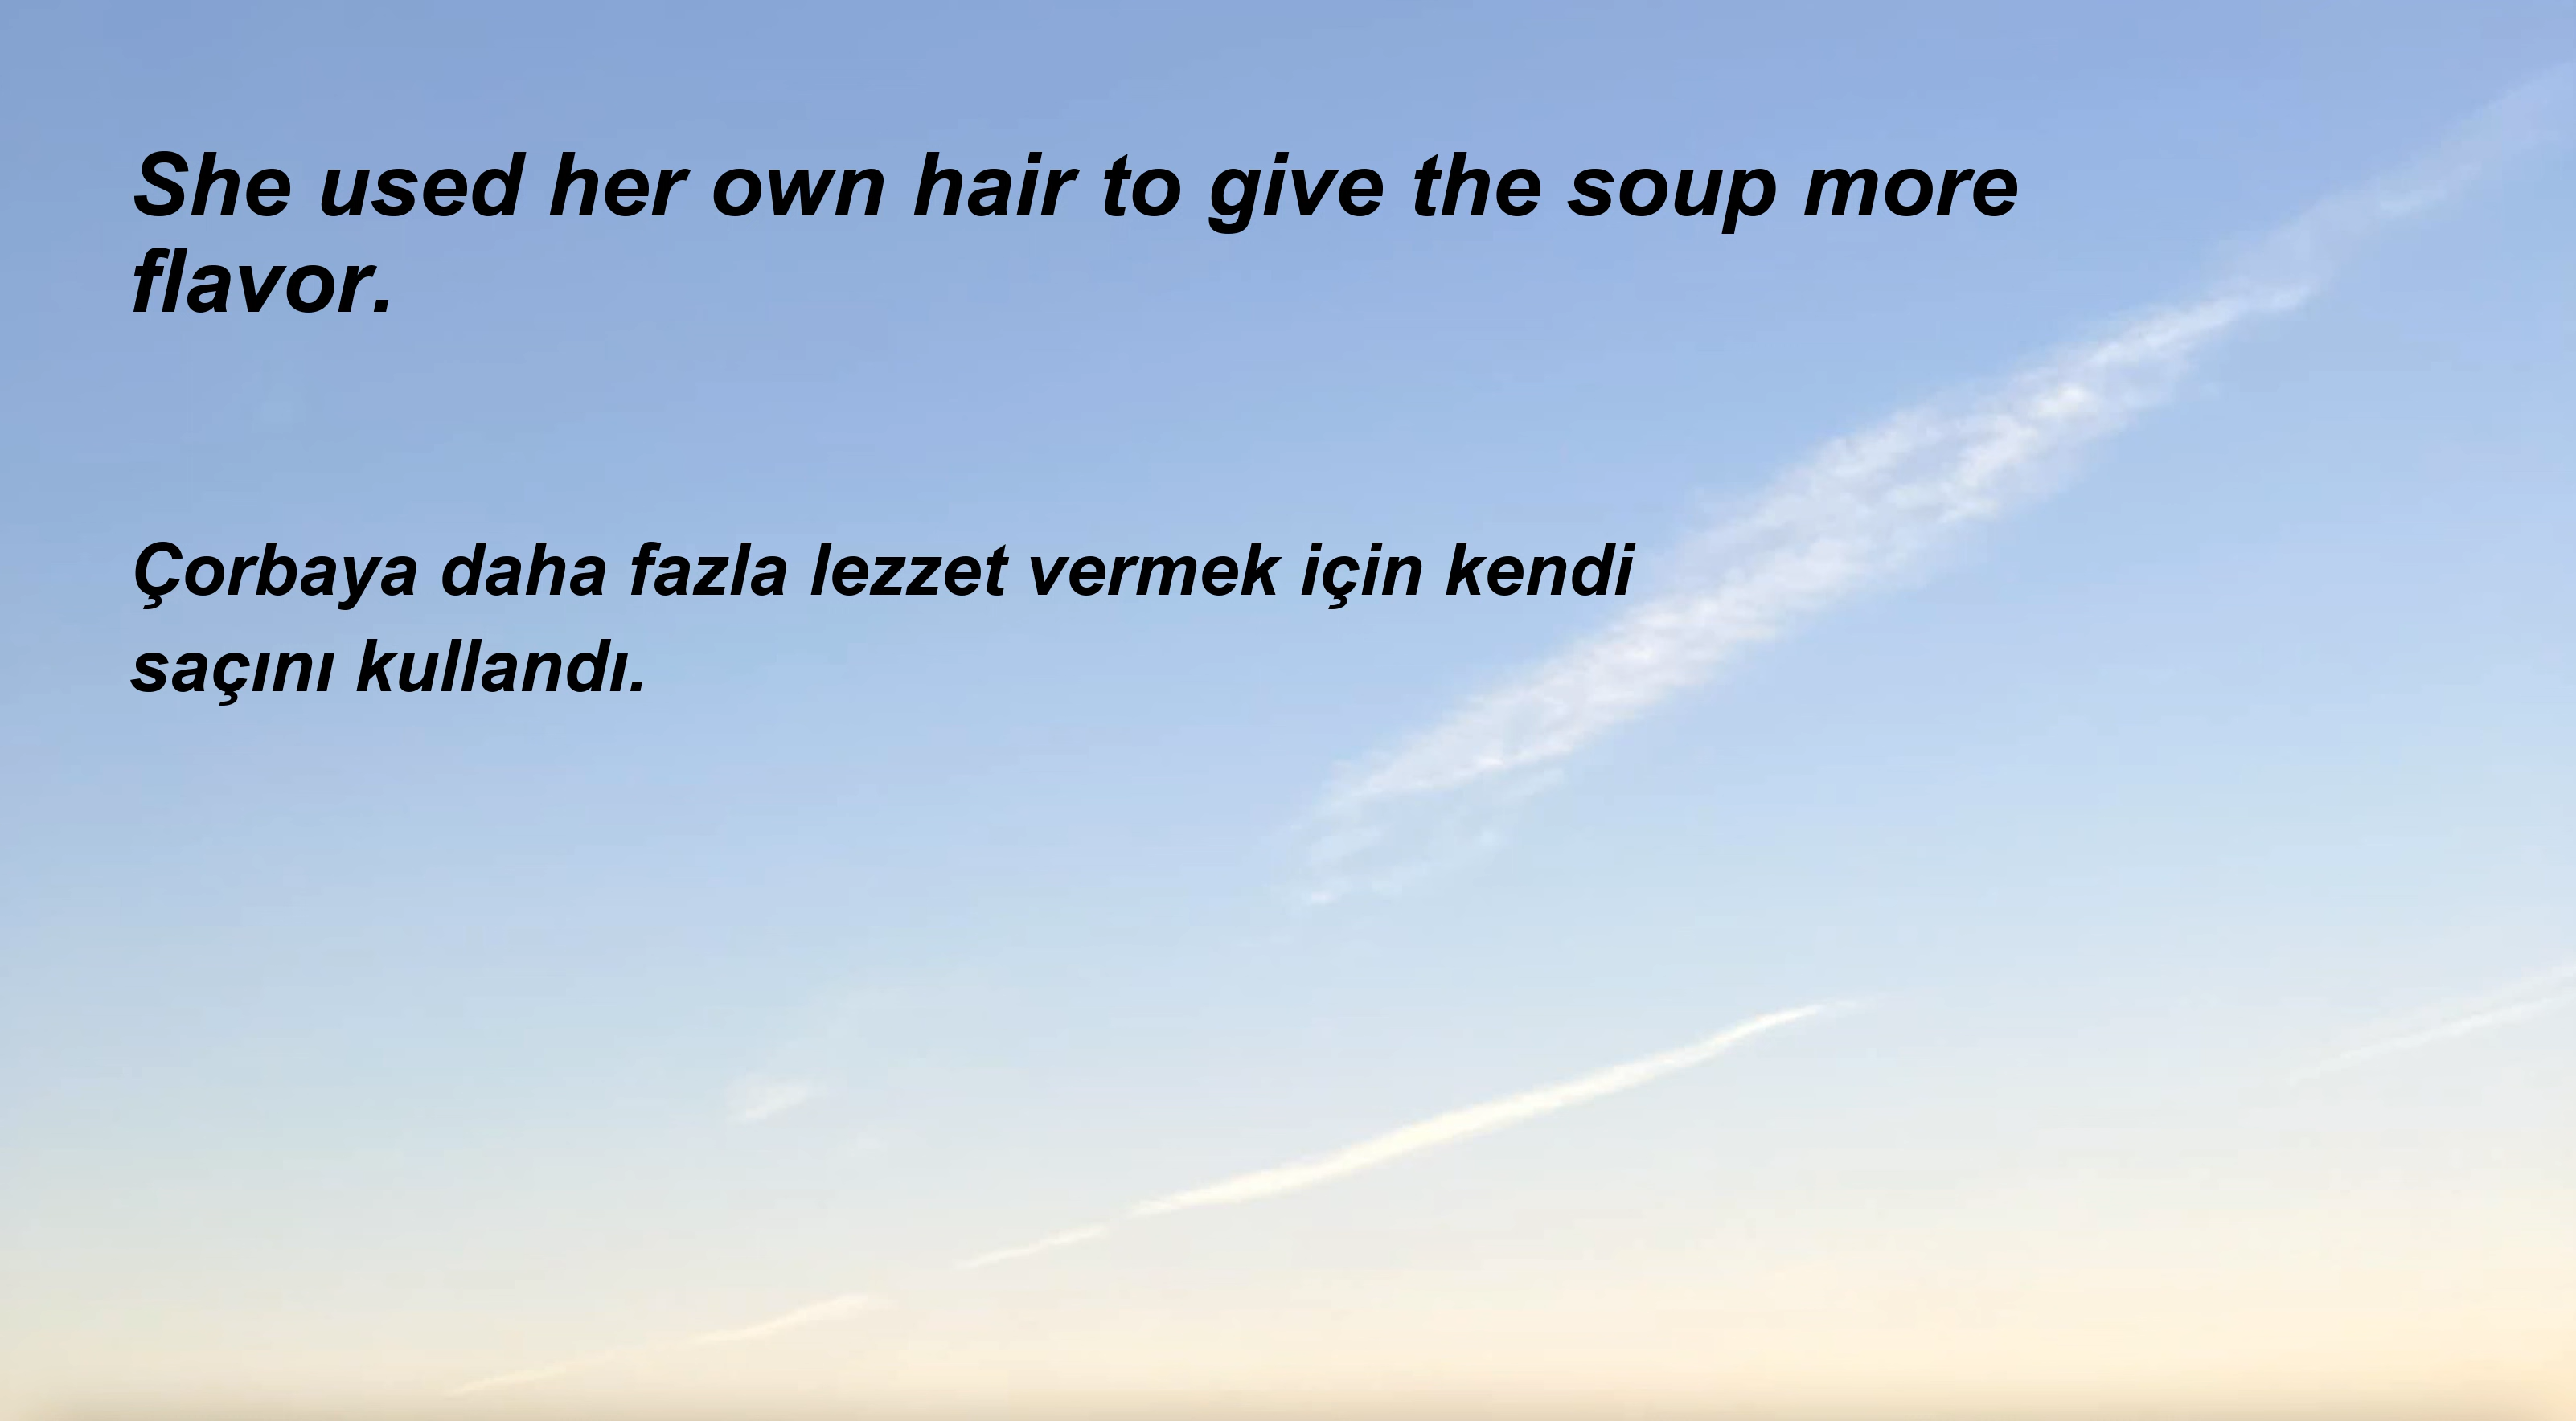 She used her own hair to give the soup more
flavor.
Çorbaya daha fazla lezzet vermek için kendi
saçını kullandı.